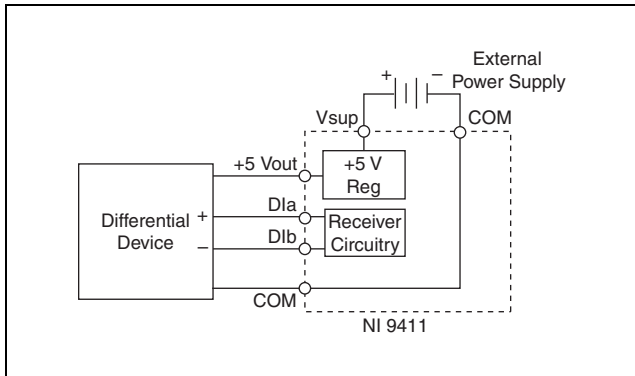 External
Power Supply
+ −
Vsup
COM
+5 Vout
+5 V
Reg
DIa
Differential
Device
+
−
Receiver
Circuitry
DIb
COM
NI 9411